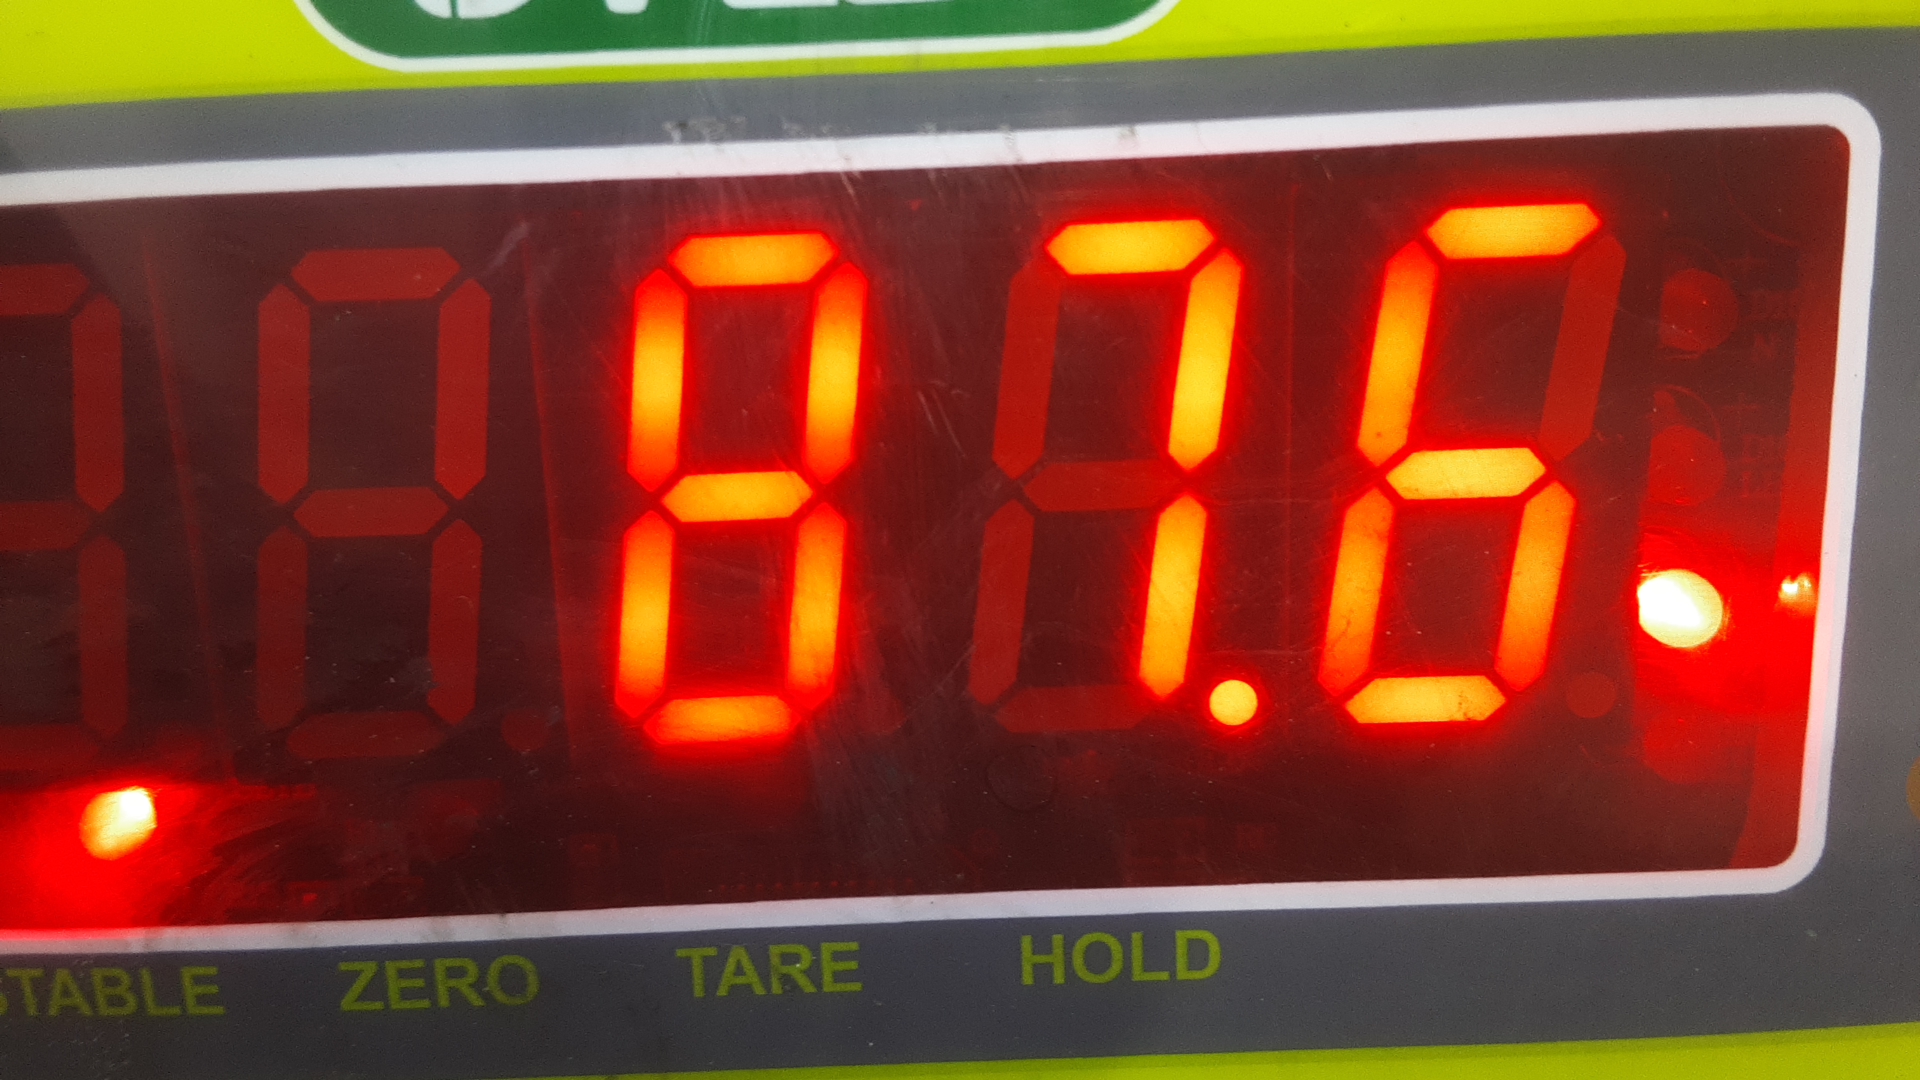 87.6
STABLE ZERO TARE HOLD